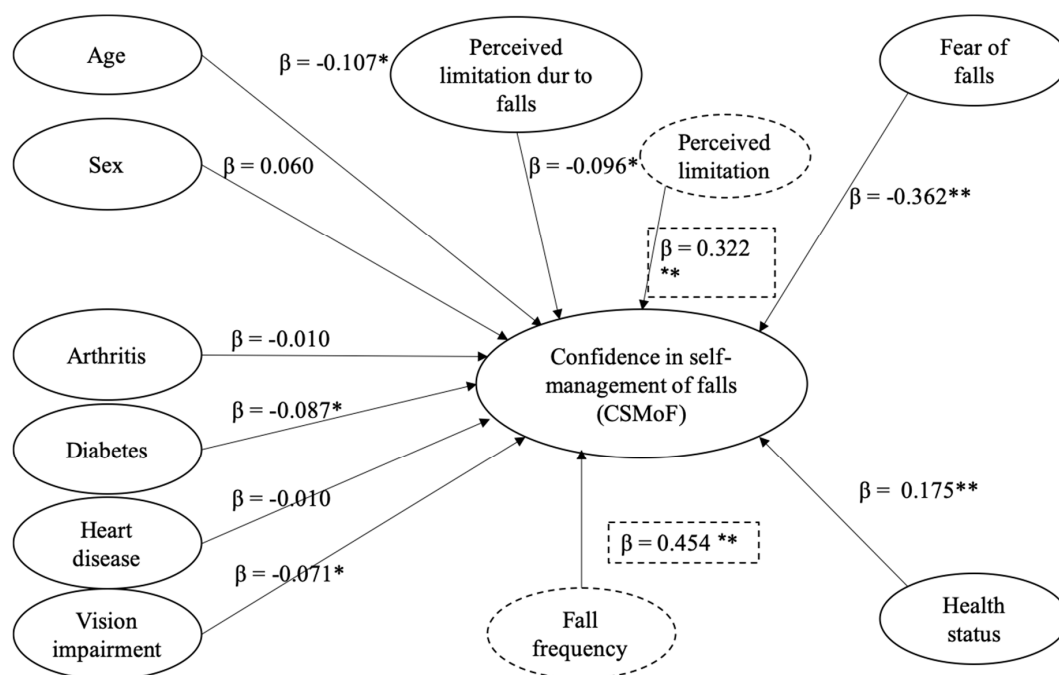 Age
β = -0.107*
Perceived
limitation dur to
falls
Fear of
falls
Sex
β = 0.060
β = -0.096*
Perceived
limitation
β = -0.362**
β = 0.322
**
Arthritis
β = -0.010
Confidence in self-
management of falls
(CSMoF)
Diabetes
β = -0.087*
Heart
disease
β = -0.010
β = 0.175**
β = 0.454 **
Vision
impairment
β = -0.071*
Fall
frequency
Health
status